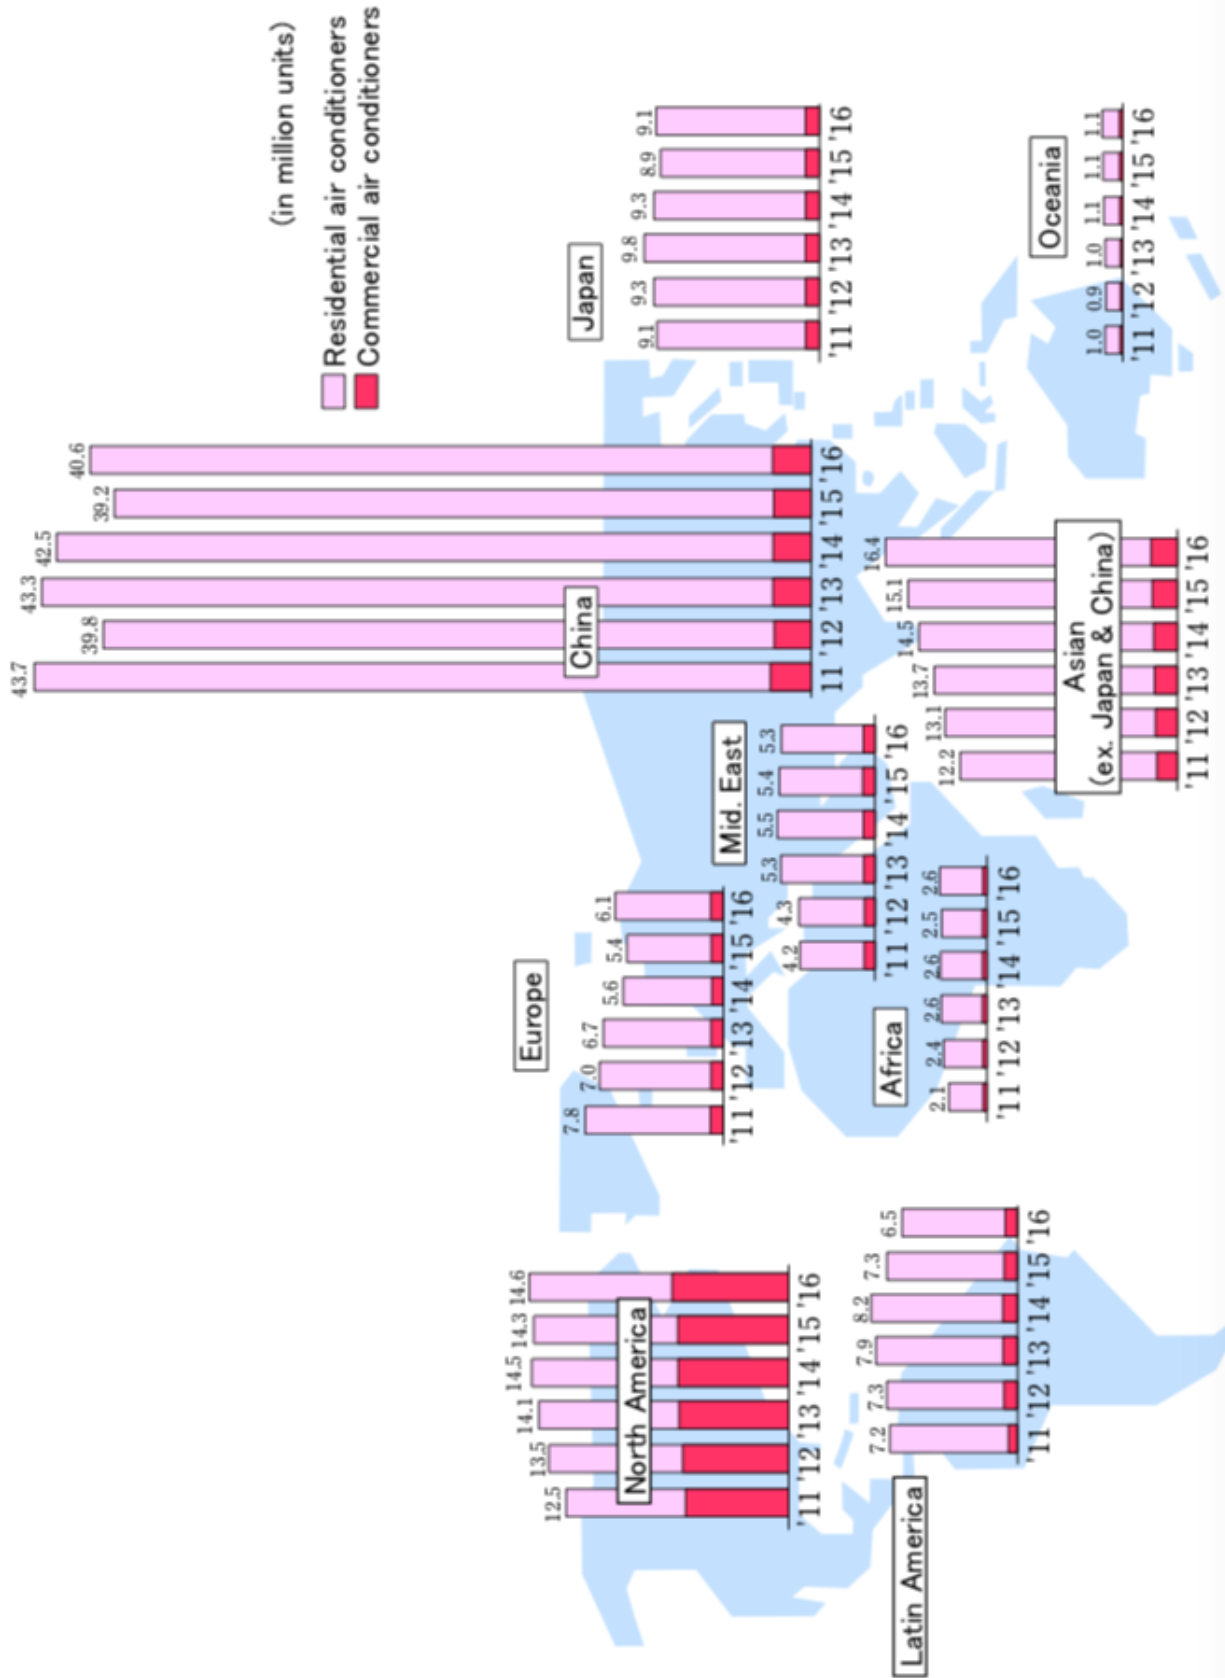 (in million units)
Residential air conditioners
Commercial air conditioners
North America
12.5 13.5 14.1 14.5 14.3 14.6
'11 '12 '13 '14 '15 '16
Latin America
7.2 7.3 7.9 8.2 7.3 6.5
'11 '12 '13 '14 '15 '16
Europe
7.8 7.0 6.7 5.6 5.4 6.1
'11 '12 '13 '14 '15 '16
Africa
2.1 2.4 2.6 2.6 2.5 2.6
'11 '12 '13 '14 '15 '16
Mid. East
4.2 4.3 5.3 5.5 5.4 5.3
'11 '12 '13 '14 '15 '16
China
43.7 39.8 43.3 42.5 39.2 40.6
11 '12 '13 '14 '15 '16
Asian
(ex. Japan & China)
12.2 13.1 13.7 14.5 15.1 16.4
'11 '12 '13 '14 '15 '16
Japan
9.1 9.3 9.8 9.3 8.9 9.1
'11 '12 '13 '14 '15 '16
Oceania
1.0 0.9 1.0 1.1 1.1 1.1
'11 '12 '13 '14 '15 '16